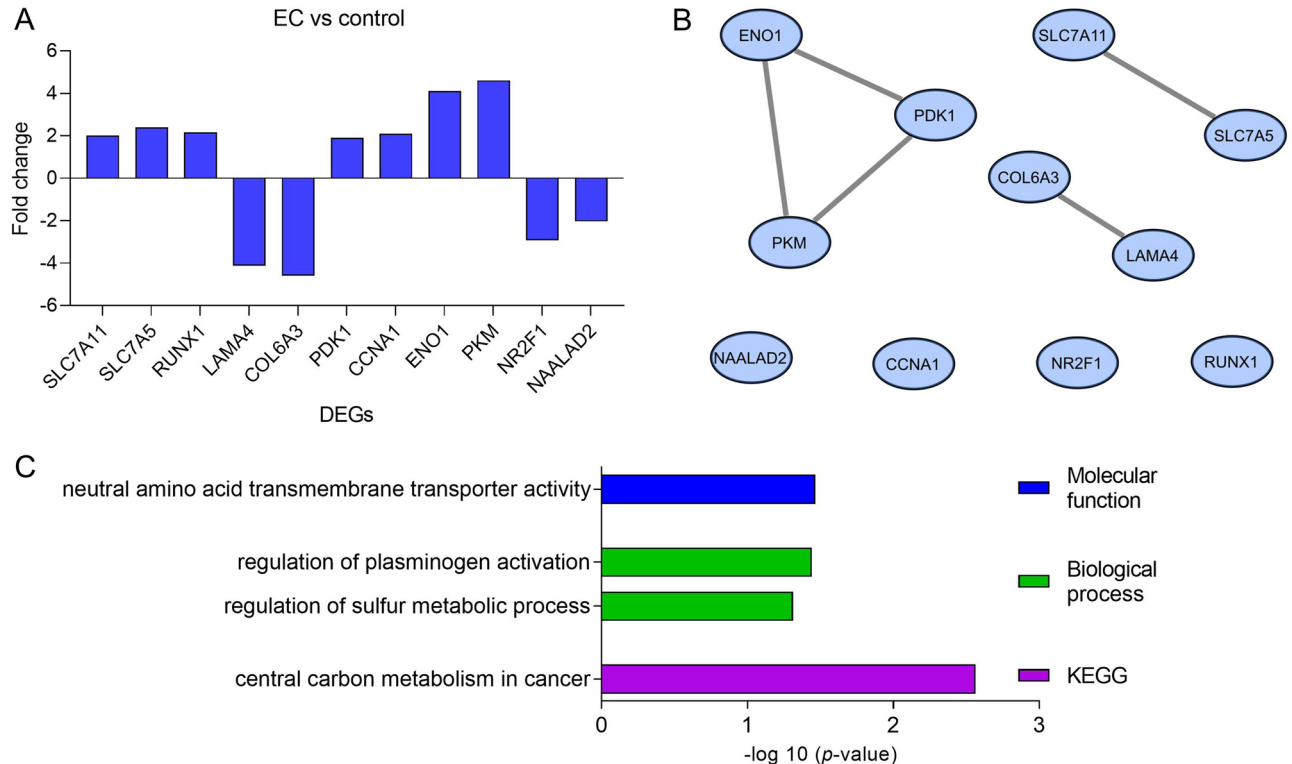 A
EC vs control
6
4
2
0
-2
-4
-6
Fold change
SLC7A11
SLC7A5
RUNX1
LAMA4
COL6A3
PDK1
CCNA1
ENO1
PKM
NR2F1
NAALAD2
DEGs
B
ENO1
SLC7A11
PDK1
SLC7A5
COL6A3
PKM
LAMA4
NAALAD2
CCNA1
NR2F1
RUNX1
C
neutral amino acid transmembrane transporter activity
regulation of plasminogen activation
regulation of sulfur metabolic process
central carbon metabolism in cancer
0
1
2
3
-log 10 (p-value)
Molecular
function
Biological
process
KEGG